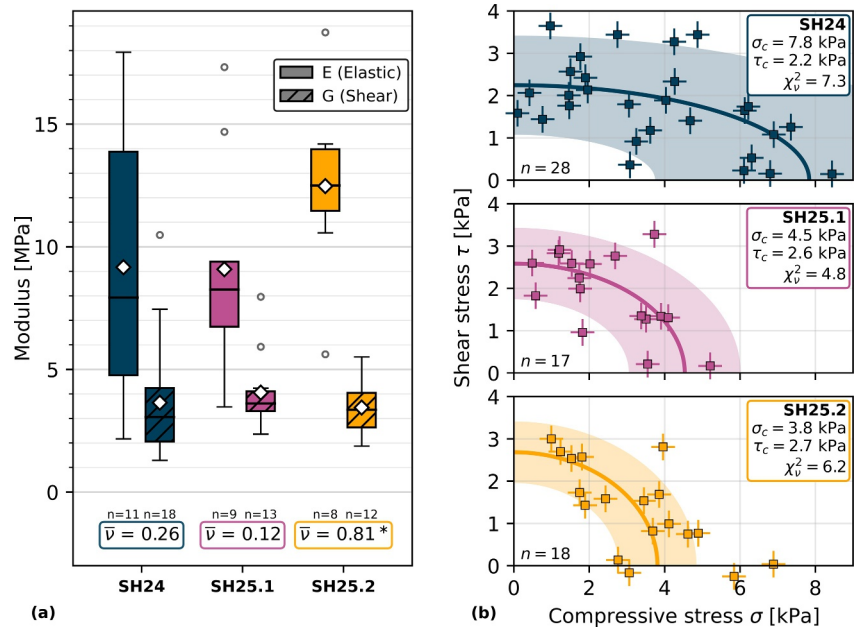 E (Elastic)
G (Shear)
15
10
5
0
Modulus [MPa]
n=11 n=18
n=9 n=13
n=8 n=12
ν̅ = 0.26
ν̅ = 0.12
ν̅ = 0.81 *
SH24
SH25.1
SH25.2
(a)
4
3
2
1
0
SH24
σc = 7.8 kPa
τc = 2.2 kPa
χ²ν = 7.3
n = 28
4
3
2
1
0
SH25.1
σc = 4.5 kPa
τc = 2.6 kPa
χ²ν = 4.8
n = 17
Shear stress τ [kPa]
4
3
2
1
0
SH25.2
σc = 3.8 kPa
τc = 2.7 kPa
χ²ν = 6.2
n = 18
0 2 4 6 8
Compressive stress σ [kPa]
(b)